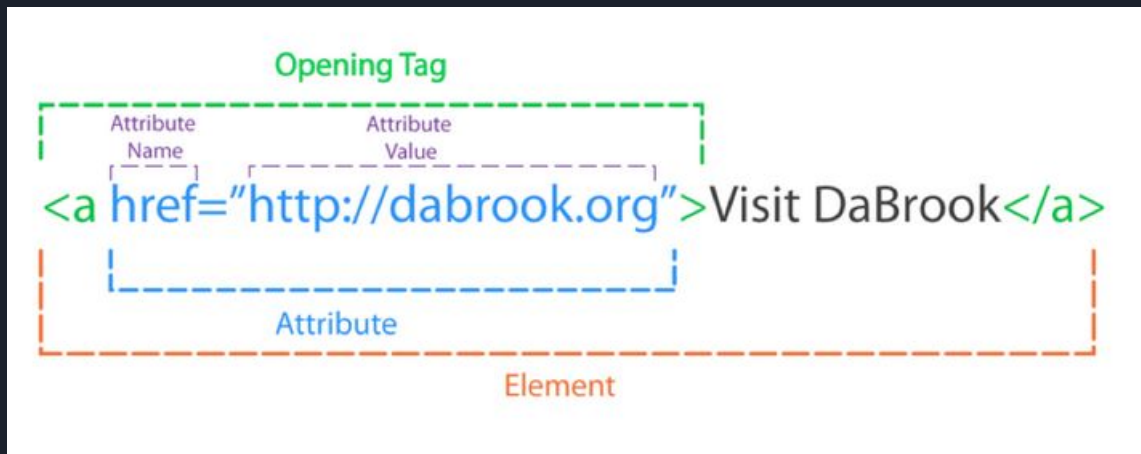 Opening Tag
Attribute
Name
Attribute
Value
<a href=”http://dabrook.org”>Visit DaBrook</a>
Attribute
Element